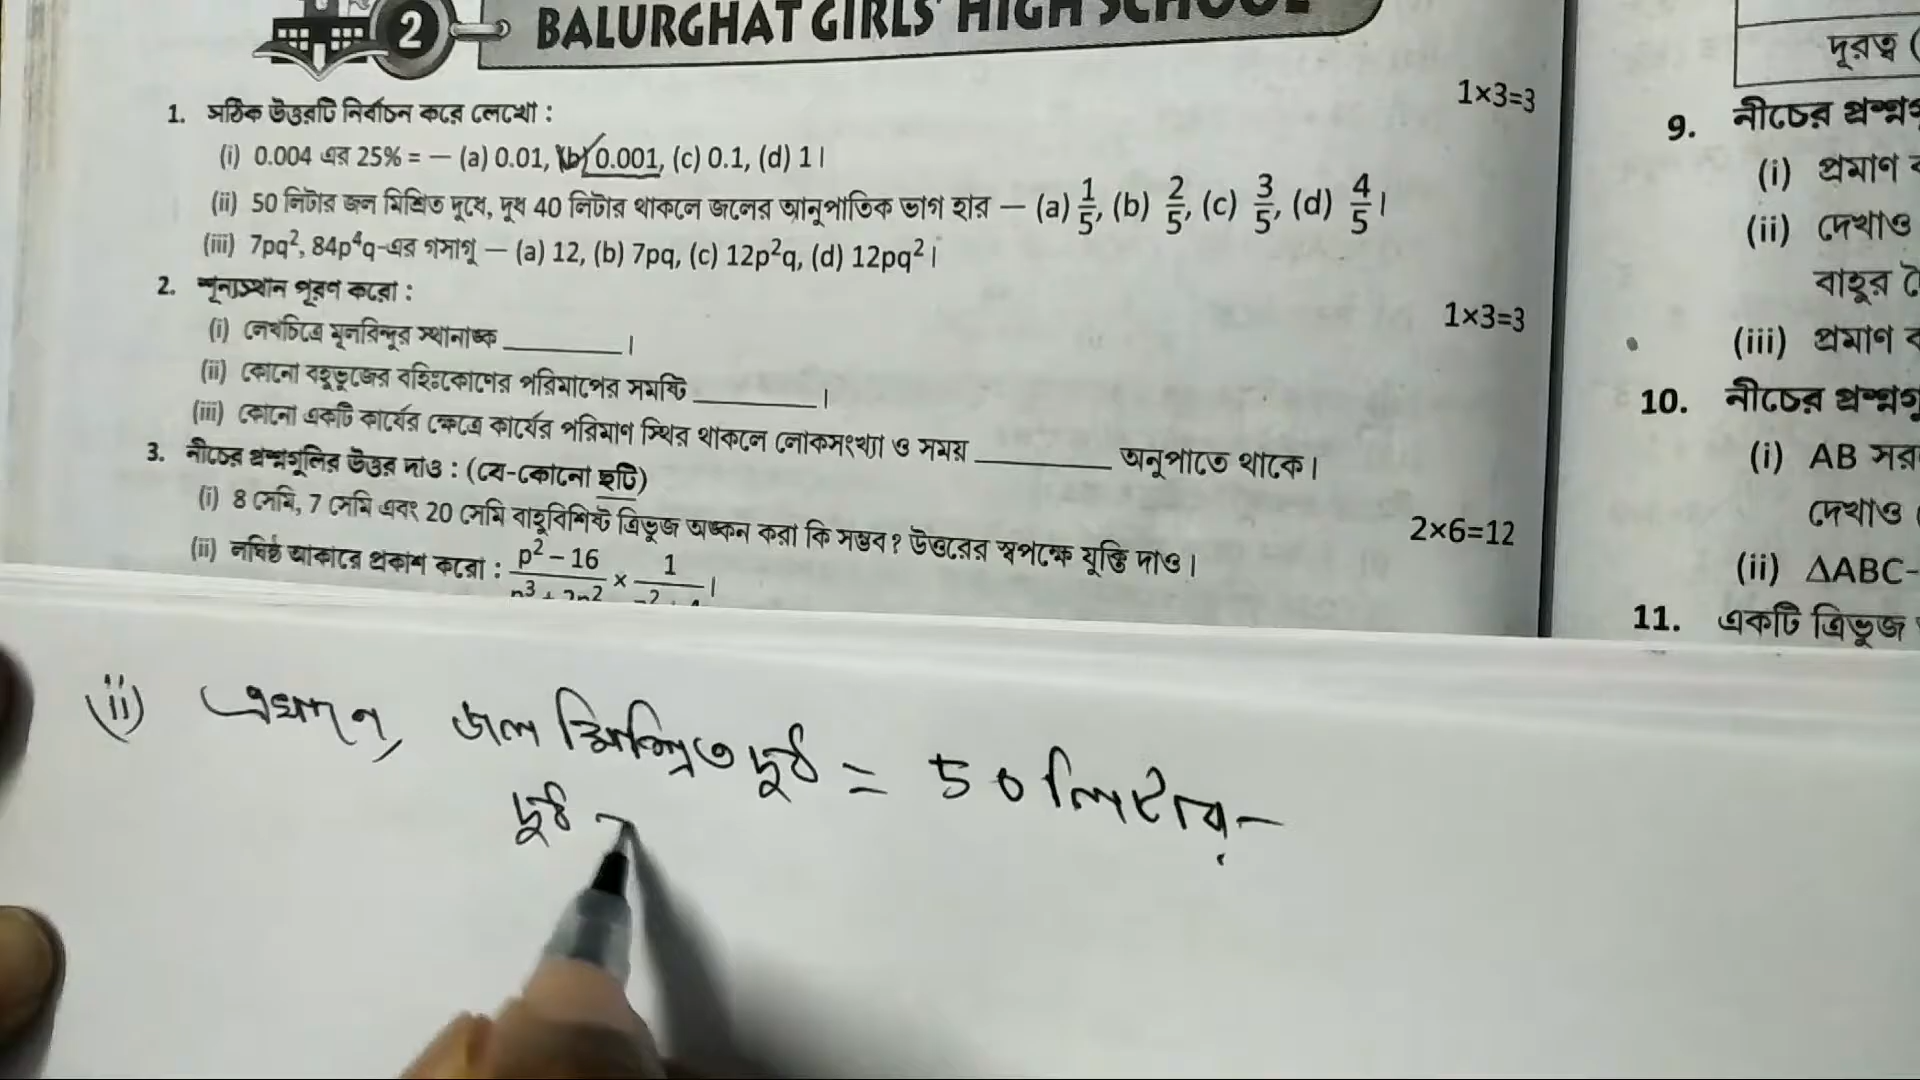 2 BALURGHAT GIRLS' HIGH SCHOOL
1. সঠিক উত্তরটি নির্বাচন করে লেখো : 1×3=3
(i) 0.004 এর 25% = — (a) 0.01, (b) 0.001, (c) 0.1, (d) 1।
(ii) 50 লিটার জল মিশ্রিত দুধে, দুধ 40 লিটার থাকলে জলের আনুপাতিক ভাগ হার — (a) 1/5, (b) 2/5, (c) 3/5, (d) 4/5।
(iii) 7pq², 84p⁴q-এর গসাগু — (a) 12, (b) 7pq, (c) 12p²q, (d) 12pq²।
2. শূন্যস্থান পূরণ করো : 1×3=3
(i) লেখচিত্রে মূলবিন্দুর স্থানাঙ্ক ________।
(ii) কোনো বহুভুজের বহিঃকোণের পরিমাপের সমষ্টি ________।
(iii) কোনো একটি কার্যের ক্ষেত্রে কার্যের পরিমাণ স্থির থাকলে লোকসংখ্যা ও সময় ________ অনুপাতে থাকে।
3. নীচের প্রশ্নগুলির উত্তর দাও : (যে-কোনো ছটি) 2×6=12
(i) 8 সেমি, 7 সেমি এবং 20 সেমি বাহুবিশিষ্ট ত্রিভুজ অঙ্কন করা কি সম্ভব? উত্তরের স্বপক্ষে যুক্তি দাও।
(ii) লঘিষ্ঠ আকারে প্রকাশ করো : p² – 16 × 1 ।
(ii) এখানে, জল মিশ্রিত দুধ = 50 লিটার
দুধ
দূরত্ব (
9. নীচের
(i) প্রমাণ
(ii) দেখাও
বাহুর
(iii) প্রমাণ
10. নীচের
(i) AB
দেখাও
(ii) ΔABC-
11. একটি ত্রিভুজ